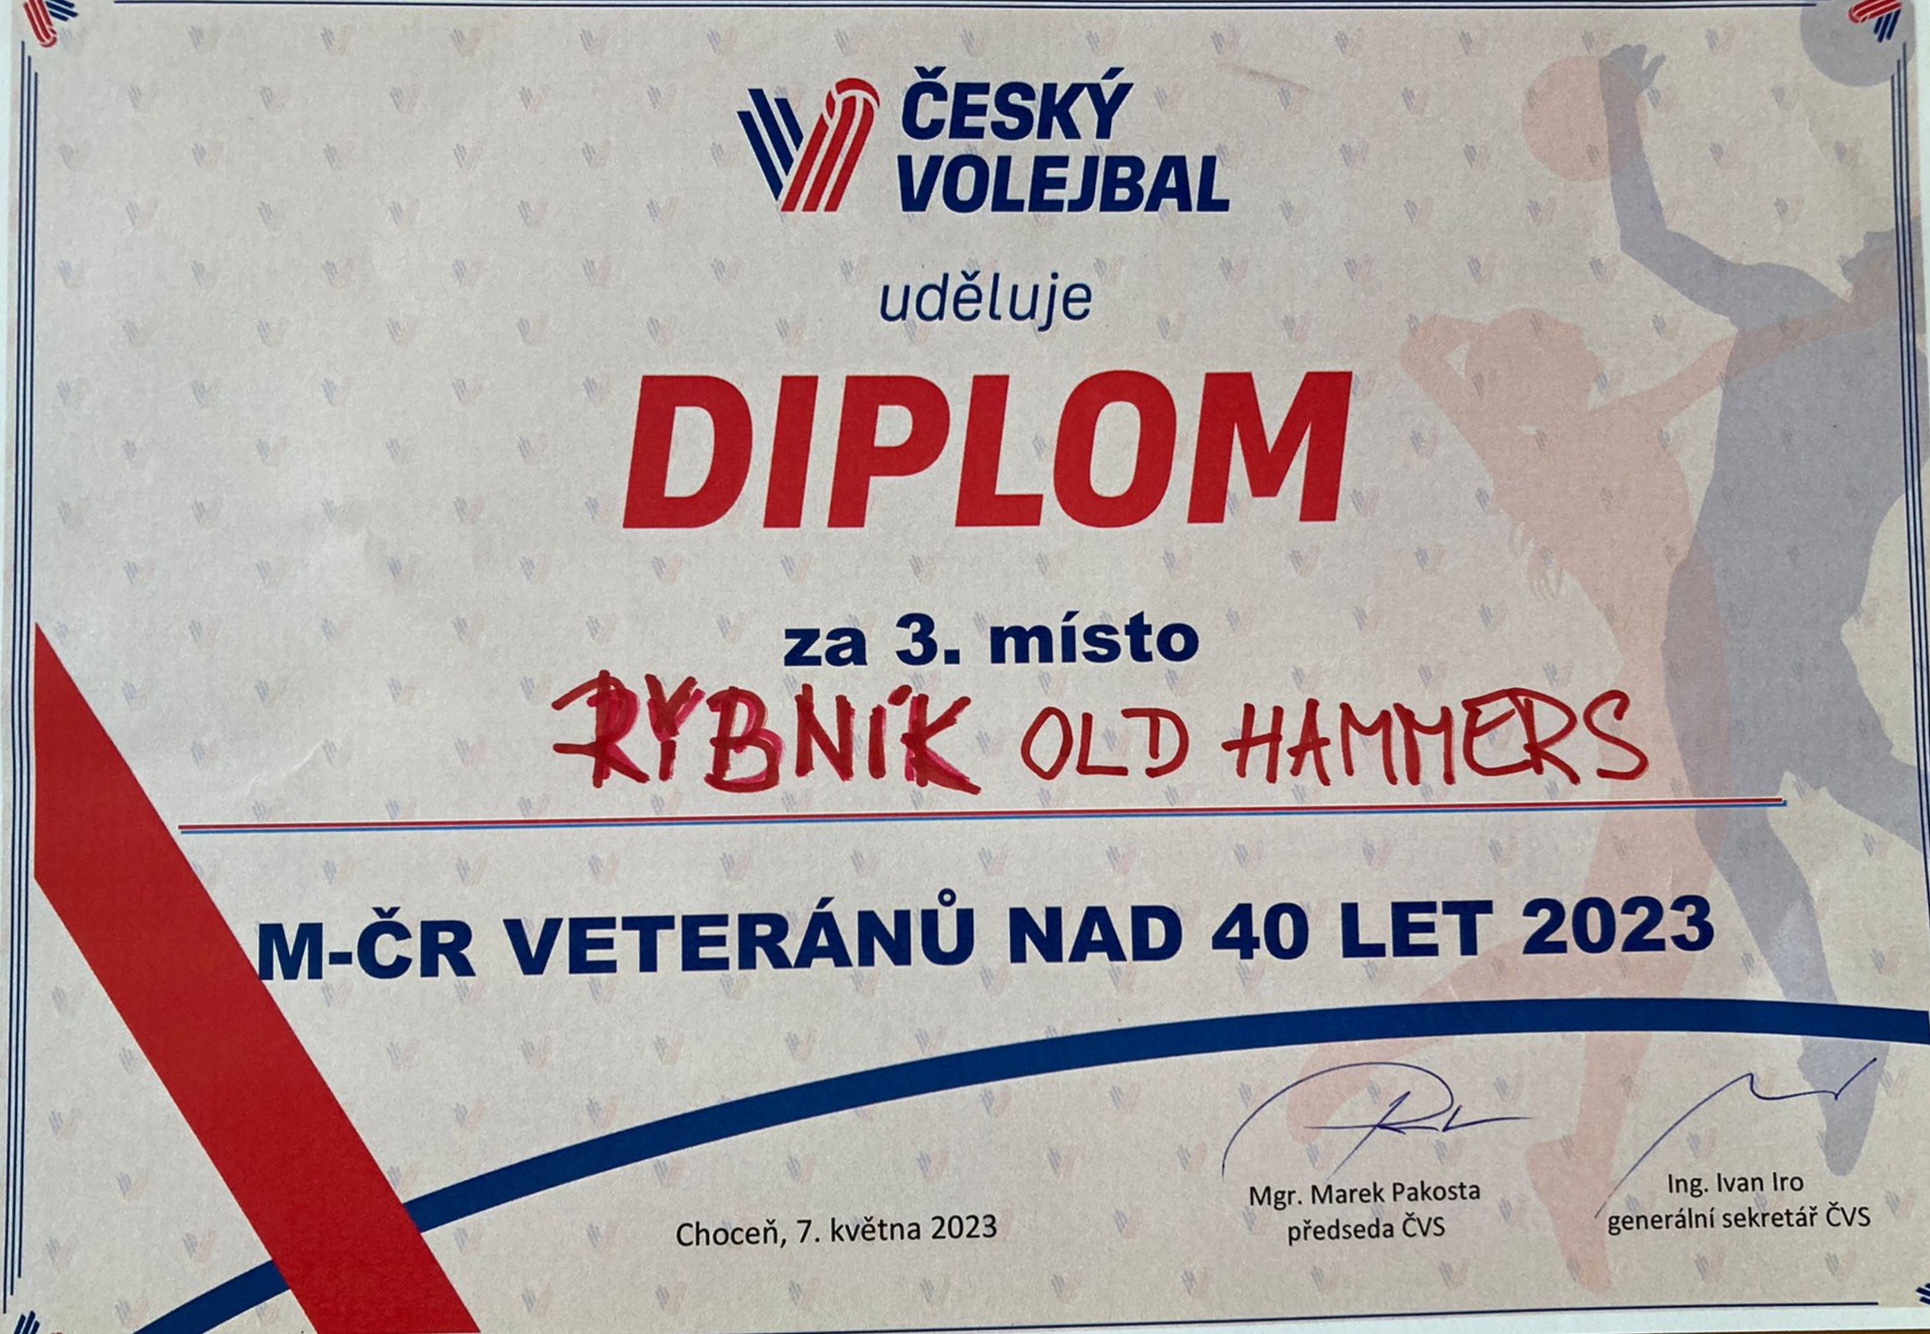 ČESKÝ
VOLEJBAL
uděluje
DIPLOM
za 3. místo
RYBNÍK OLD HAMMERS
M-ČR VETERÁNŮ NAD 40 LET 2023
Choceň, 7. května 2023
Mgr. Marek Pakosta
předseda ČVS
Ing. Ivan Iro
generální sekretář ČVS